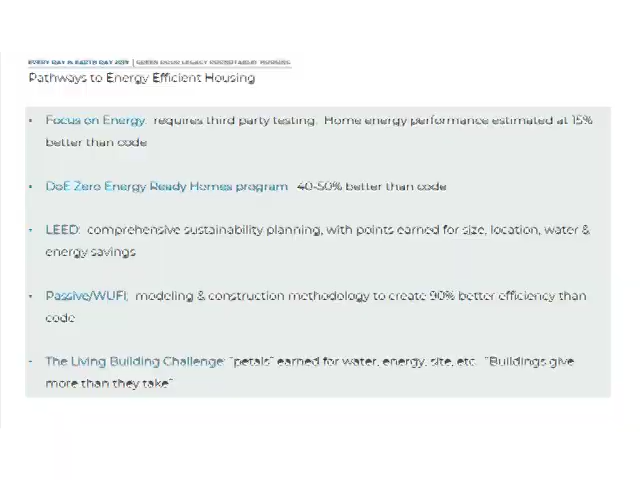 EVERY DAY IS EARTH DAY 2019 | GREEN DOOR LEGACY ROUNDTABLE: HOUSING
Pathways to Energy Efficient Housing
• Focus on Energy: requires third party testing. Home energy performance estimated at 15%
better than code
• DoE Zero Energy Ready Homes program 40-50% better than code
• LEED: comprehensive sustainability planning, with points earned for size, location, water &
energy savings
• Passive/WUFI: modeling & construction methodology to create 90% better efficiency than
code
• The Living Building Challenge: "petals" earned for water, energy, site, etc. "Buildings give
more than they take"